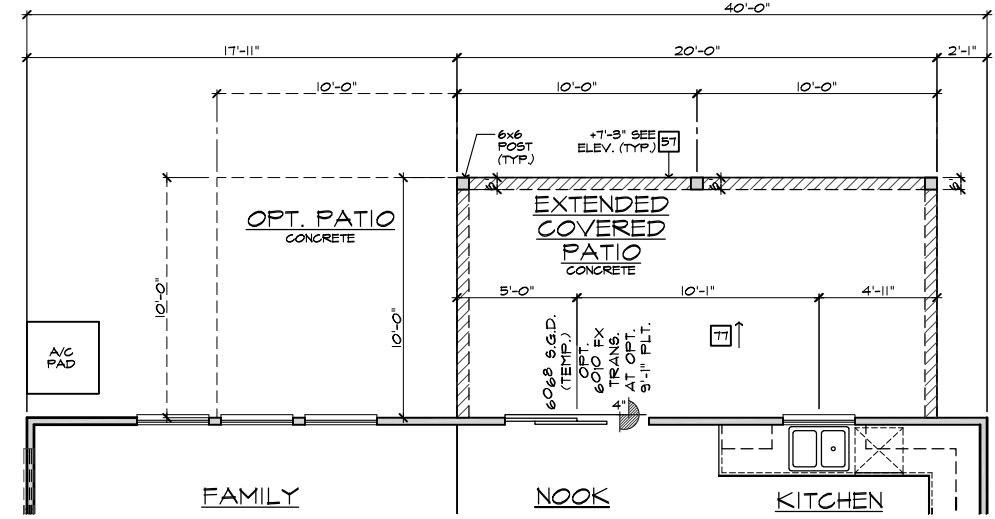 40'-0"
17'-11"
20'-0"
2'-1"
10'-0"
10'-0"
10'-0"
6x6
POST
(TYP.)
+7'-3" SEE
ELEV. (TYP.)
57
6"
6"
6"
OPT. PATIO
CONCRETE
EXTENDED
COVERED
PATIO
CONCRETE
10'-0"
10'-0"
5'-0"
10'-1"
4'-11"
A/C
PAD
6068 S.G.D.
(TEMP.)
OPT.
6010 FX
TRANS.
AT OPT.
9'-1" PLT.
77
4"
FAMILY
NOOK
KITCHEN